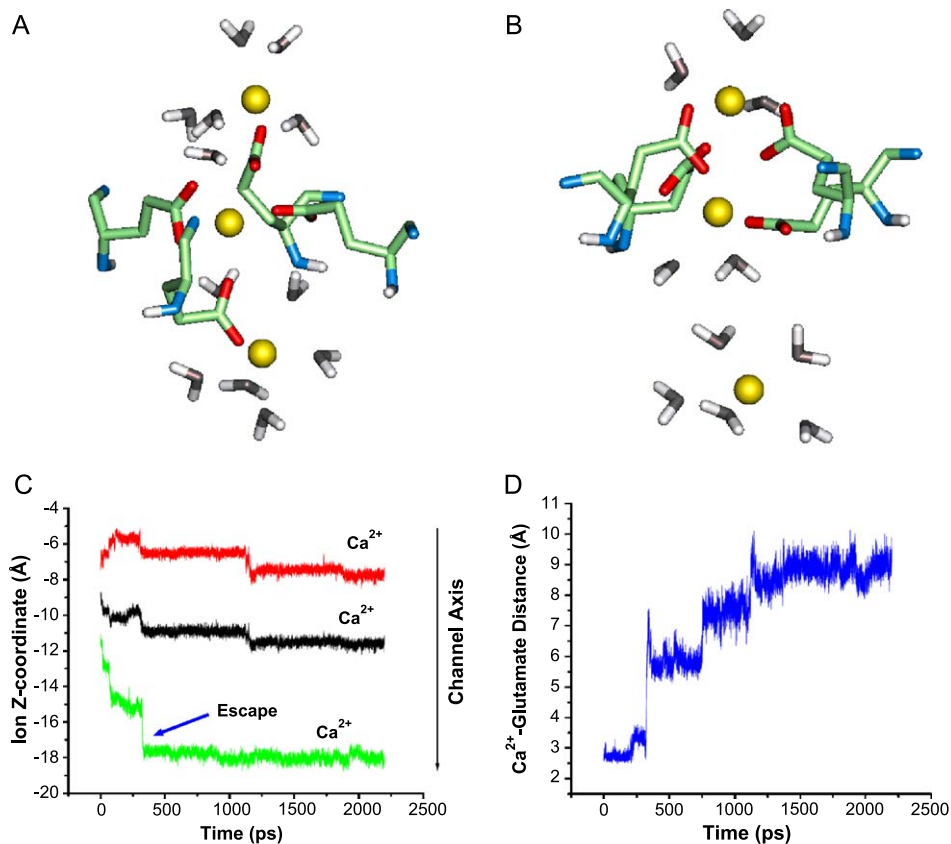 A
B
C
-4
-6
-8
-10
-12
-14
-16
-18
-20
Ion Z-coordinate (Å)
Ca2+
Ca2+
Escape
Ca2+
Channel Axis
0
500
1000
1500
2000
2500
Time (ps)
D
11
10
9
8
7
6
5
4
3
2
Ca2+-Glutamate Distance (Å)
0
500
1000
1500
2000
2500
Time (ps)